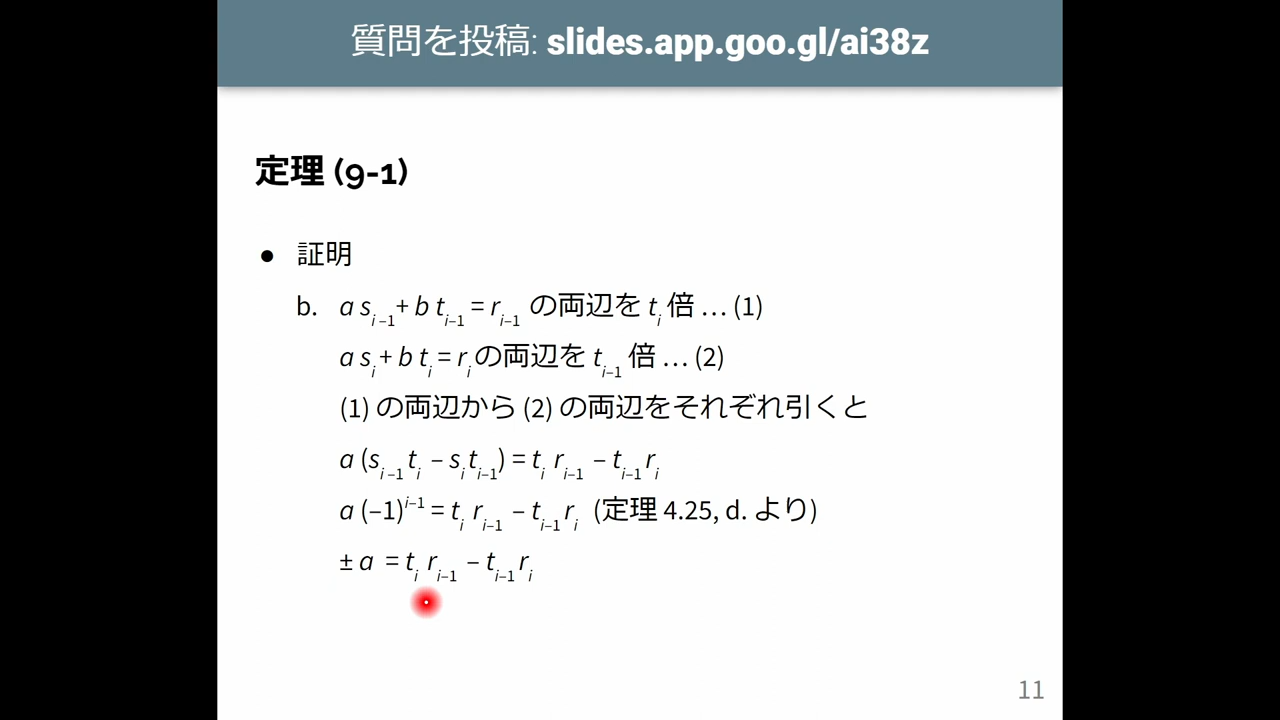 質問を投稿: slides.app.goo.gl/ai38z
定理 (9-1)
● 証明
b. a s_{i–1} + b t_{i–1} = r_{i–1} の両辺を t_i 倍 … (1)
a s_i + b t_i = r_i の両辺を t_{i–1} 倍 … (2)
(1) の両辺から (2) の両辺をそれぞれ引くと
a (s_{i–1} t_i – s_i t_{i–1}) = t_i r_{i–1} – t_{i–1} r_i
a (–1)^{i–1} = t_i r_{i–1} – t_{i–1} r_i (定理 4.25, d. より)
± a = t_i r_{i–1} – t_{i–1} r_i
11